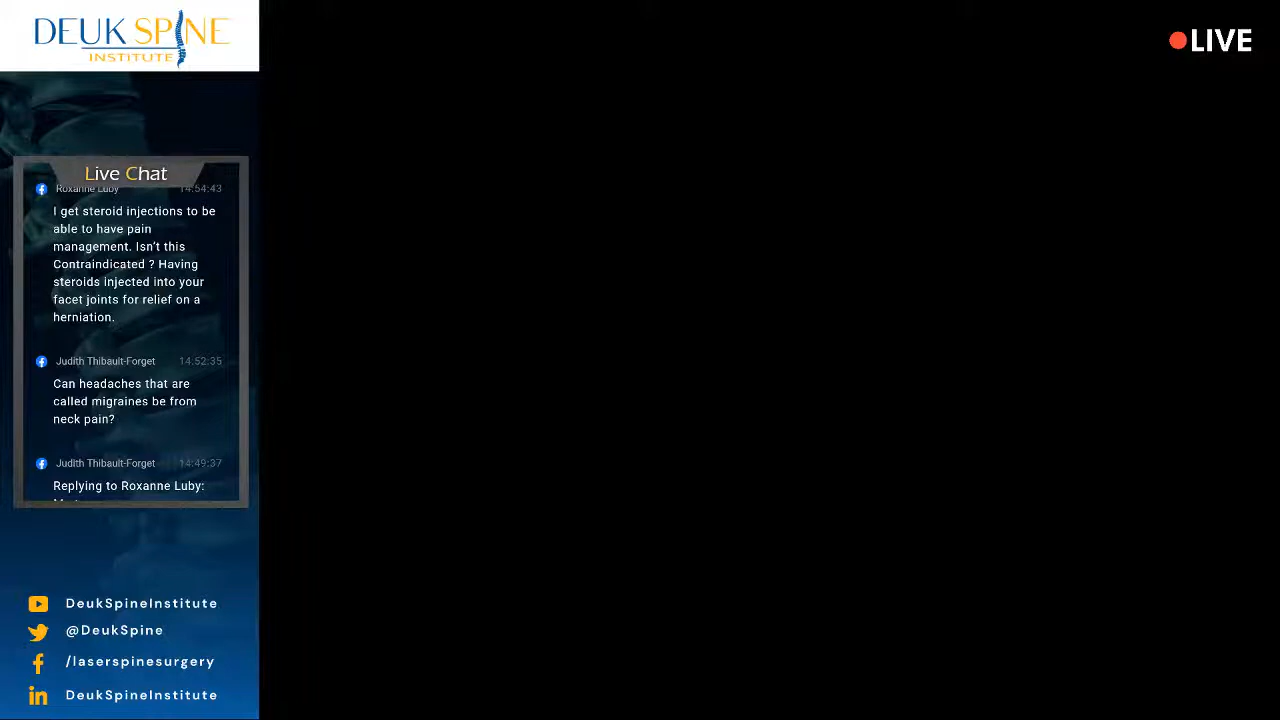 DEUK SPINE
INSTITUTE
LIVE
Live Chat
Roxanne Luby 14:54:43
I get steroid injections to be
able to have pain
management. Isn't this
Contraindicated ? Having
steroids injected into your
facet joints for relief on a
herniation.
Judith Thibault-Forget 14:52:35
Can headaches that are
called migraines be from
neck pain?
Judith Thibault-Forget 14:49:37
Replying to Roxanne Luby:
DeukSpineInstitute
@DeukSpine
/laserspinesurgery
DeukSpineInstitute